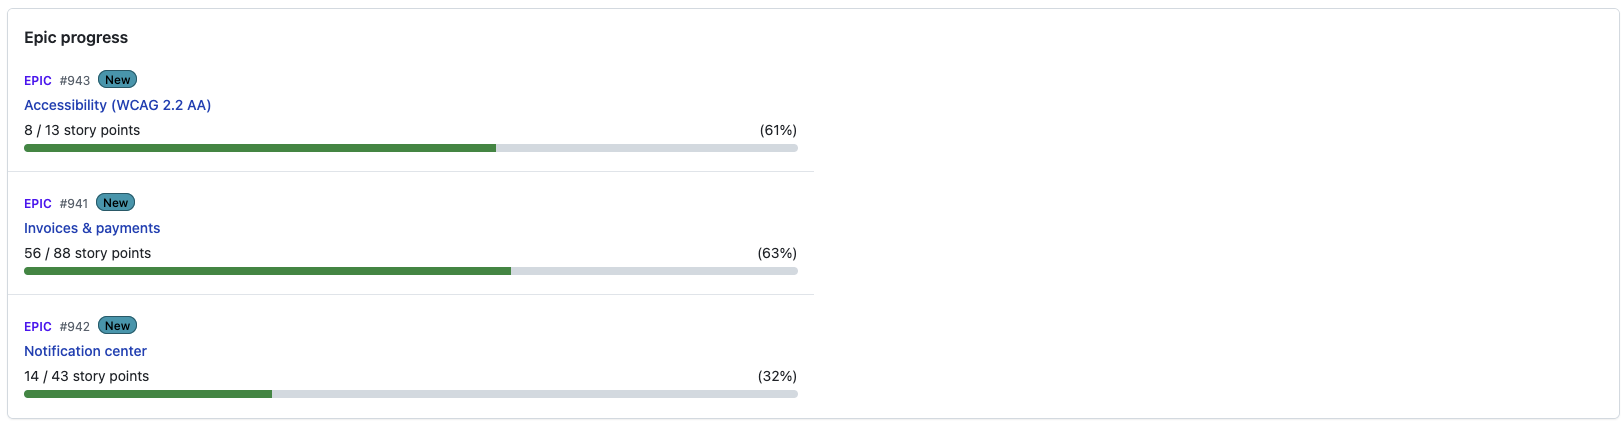 Epic progress
EPIC #943 New
Accessibility (WCAG 2.2 AA)
8 / 13 story points (61%)
EPIC #941 New
Invoices & payments
56 / 88 story points (63%)
EPIC #942 New
Notification center
14 / 43 story points (32%)